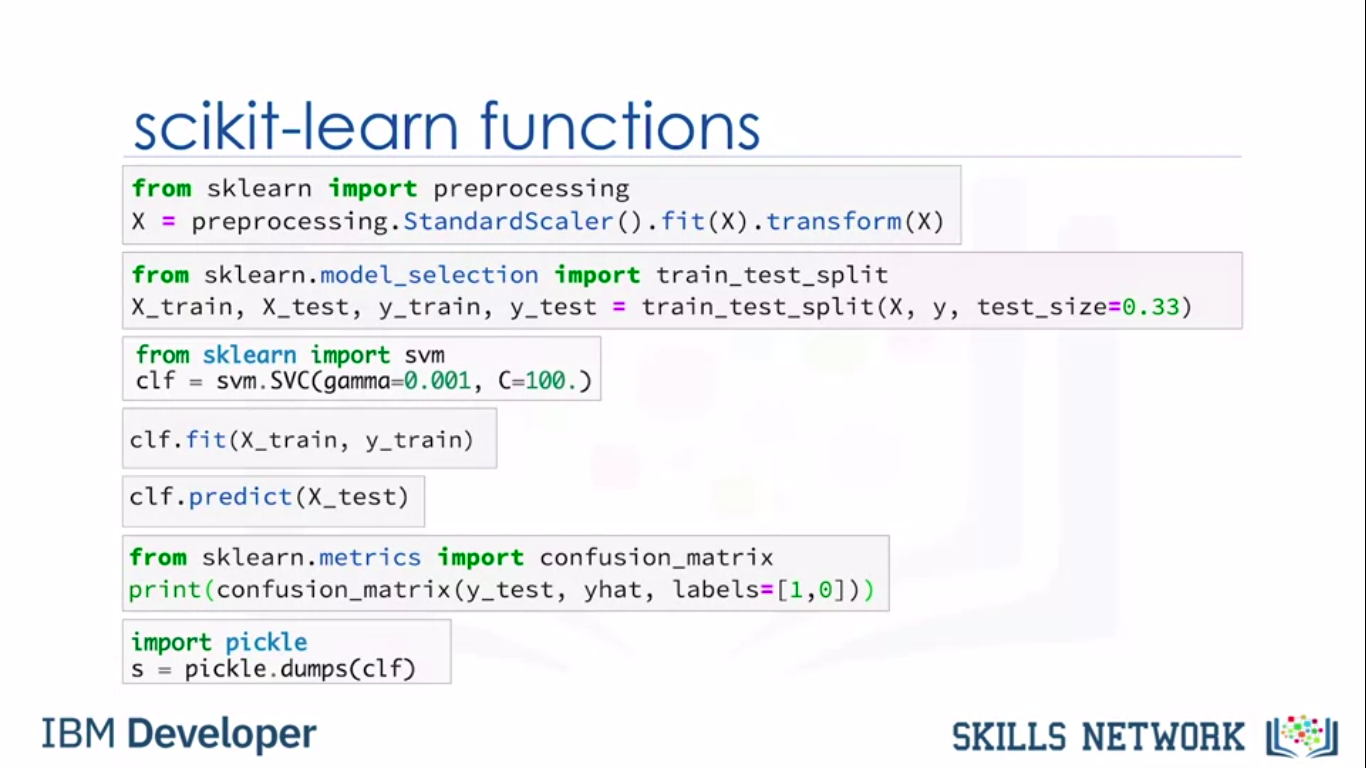 scikit-learn functions
from sklearn import preprocessing
X = preprocessing.StandardScaler().fit(X).transform(X)
from sklearn.model_selection import train_test_split
X_train, X_test, y_train, y_test = train_test_split(X, y, test_size=0.33)
from sklearn import svm
clf = svm.SVC(gamma=0.001, C=100.)
clf.fit(X_train, y_train)
clf.predict(X_test)
from sklearn.metrics import confusion_matrix
print(confusion_matrix(y_test, yhat, labels=[1,0]))
import pickle
s = pickle.dumps(clf)
IBM Developer
SKILLS NETWORK